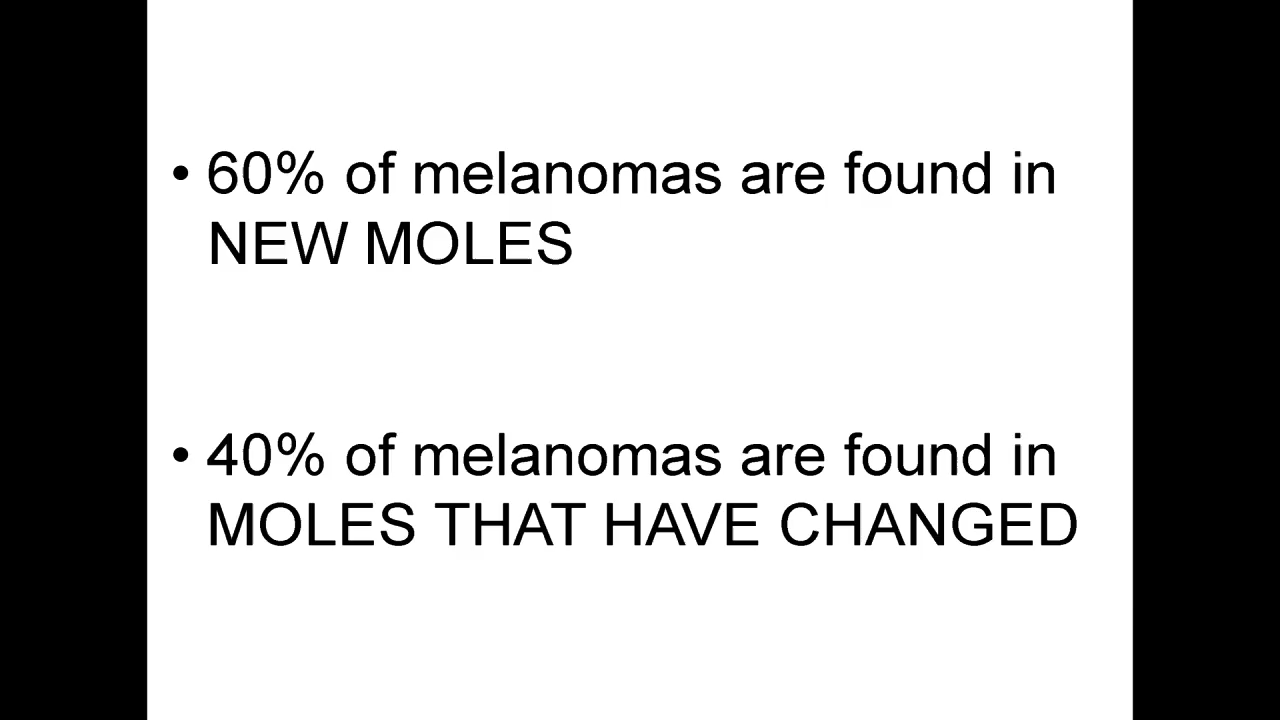 • 60% of melanomas are found in
NEW MOLES
• 40% of melanomas are found in
MOLES THAT HAVE CHANGED